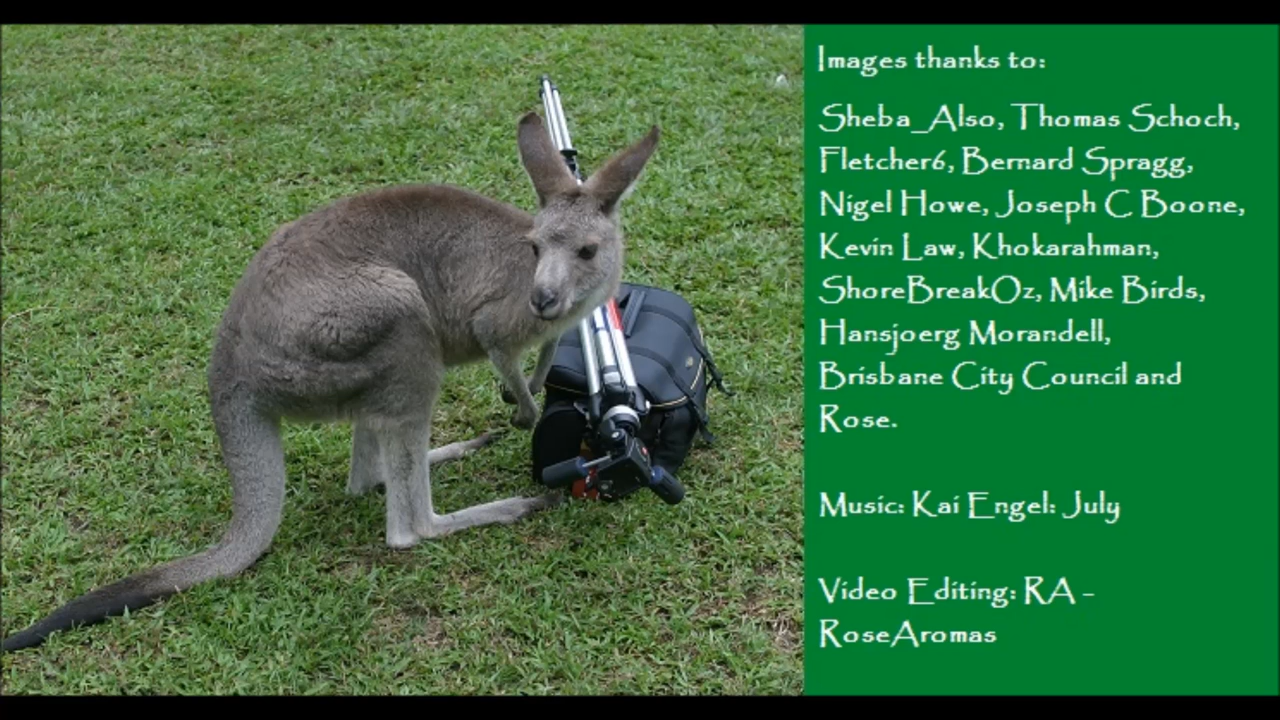 Images thanks to:
Sheba_Also, Thomas Schoch,
Fletcher6, Bernard Spragg,
Nigel Howe, Joseph C Boone,
Kevin Law, Khokarahman,
ShoreBreakOz, Mike Birds,
Hansjoerg Morandell,
Brisbane City Council and
Rose.
Music: Kai Engel: July
Video Editing: RA -
RoseAromas